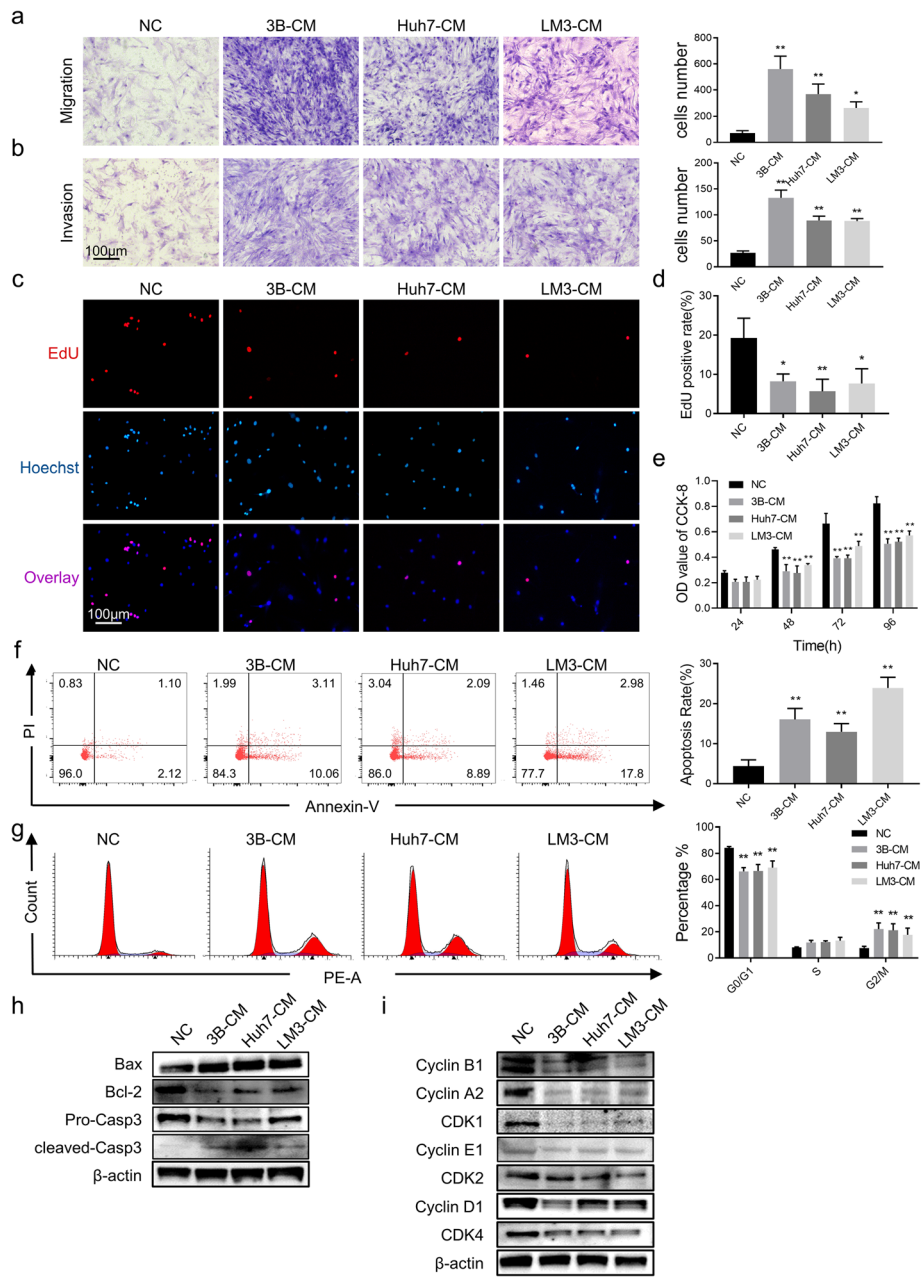 a
NC 3B-CM Huh7-CM LM3-CM
Migration
cells number
800
600
400
200
0
** ** *
NC 3B-CM Huh7-CM LM3-CM
b
Invasion
100μm
cells number
200
150
100
50
0
** ** **
NC 3B-CM Huh7-CM LM3-CM
c
NC 3B-CM Huh7-CM LM3-CM
EdU
Hoechst
Overlay
100μm
d
EdU positive rate(%)
30
20
10
0
* ** *
NC 3B-CM Huh7-CM LM3-CM
e
OD value of CCK-8
1.0
0.8
0.6
0.4
0.2
0.0
NC
3B-CM
Huh7-CM
LM3-CM
** ** ** ** ** ** ** ** **
24 48 72 96
Time(h)
f
NC 3B-CM Huh7-CM LM3-CM
PI
0.83 1.10 1.99 3.11 3.04 2.09 1.46 2.98
96.0 2.12 84.3 10.06 86.0 8.89 77.7 17.8
Annexin-V
Apoptosis Rate(%)
30
20
10
0
** ** **
NC 3B-CM Huh7-CM LM3-CM
g
NC 3B-CM Huh7-CM LM3-CM
Count
PE-A
Percentage %
100
80
60
40
20
0
NC
3B-CM
Huh7-CM
LM3-CM
** ** ** ** ** **
G0/G1 S G2/M
h
NC 3B-CM Huh7-CM LM3-CM
Bax
Bcl-2
Pro-Casp3
cleaved-Casp3
β-actin
i
NC 3B-CM Huh7-CM LM3-CM
Cyclin B1
Cyclin A2
CDK1
Cyclin E1
CDK2
Cyclin D1
CDK4
β-actin